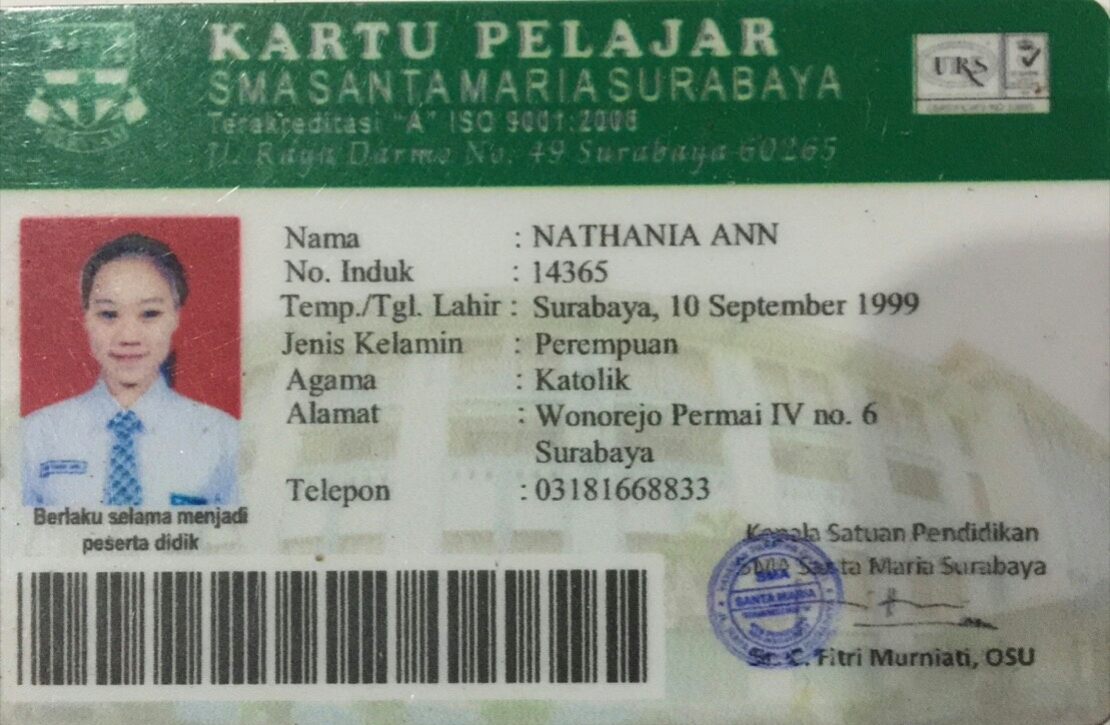 KARTU PELAJAR
SMA SANTA MARIA SURABAYA
Terakreditasi "A" ISO 9001:2008
Jl. Raya Darmo No. 49 Surabaya 60265
URS
Nama : NATHANIA ANN
No. Induk : 14365
Temp./Tgl. Lahir : Surabaya, 10 September 1999
Jenis Kelamin : Perempuan
Agama : Katolik
Alamat : Wonorejo Permai IV no. 6
Surabaya
Telepon : 03181668833
Berlaku selama menjadi
peserta didik
Kepala Satuan Pendidikan
SMA Santa Maria Surabaya
SMA
SANTA MARIA
Sr. C. Fitri Murniati, OSU